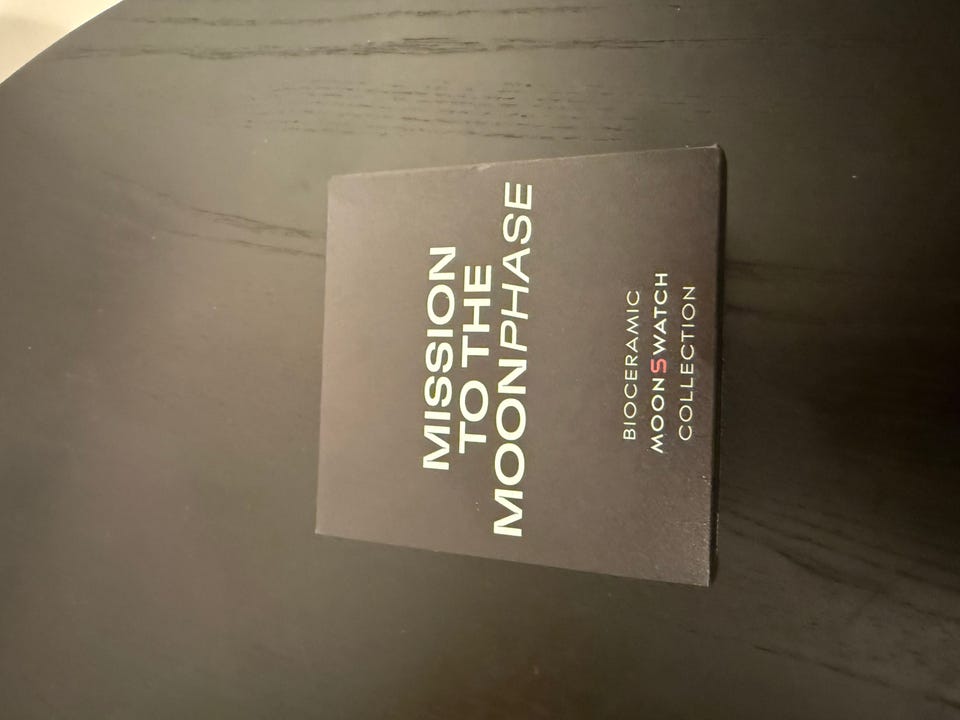 MISSION
TO THE
MOONPHASE
BIOCERAMIC
MOONSWATCH
COLLECTION